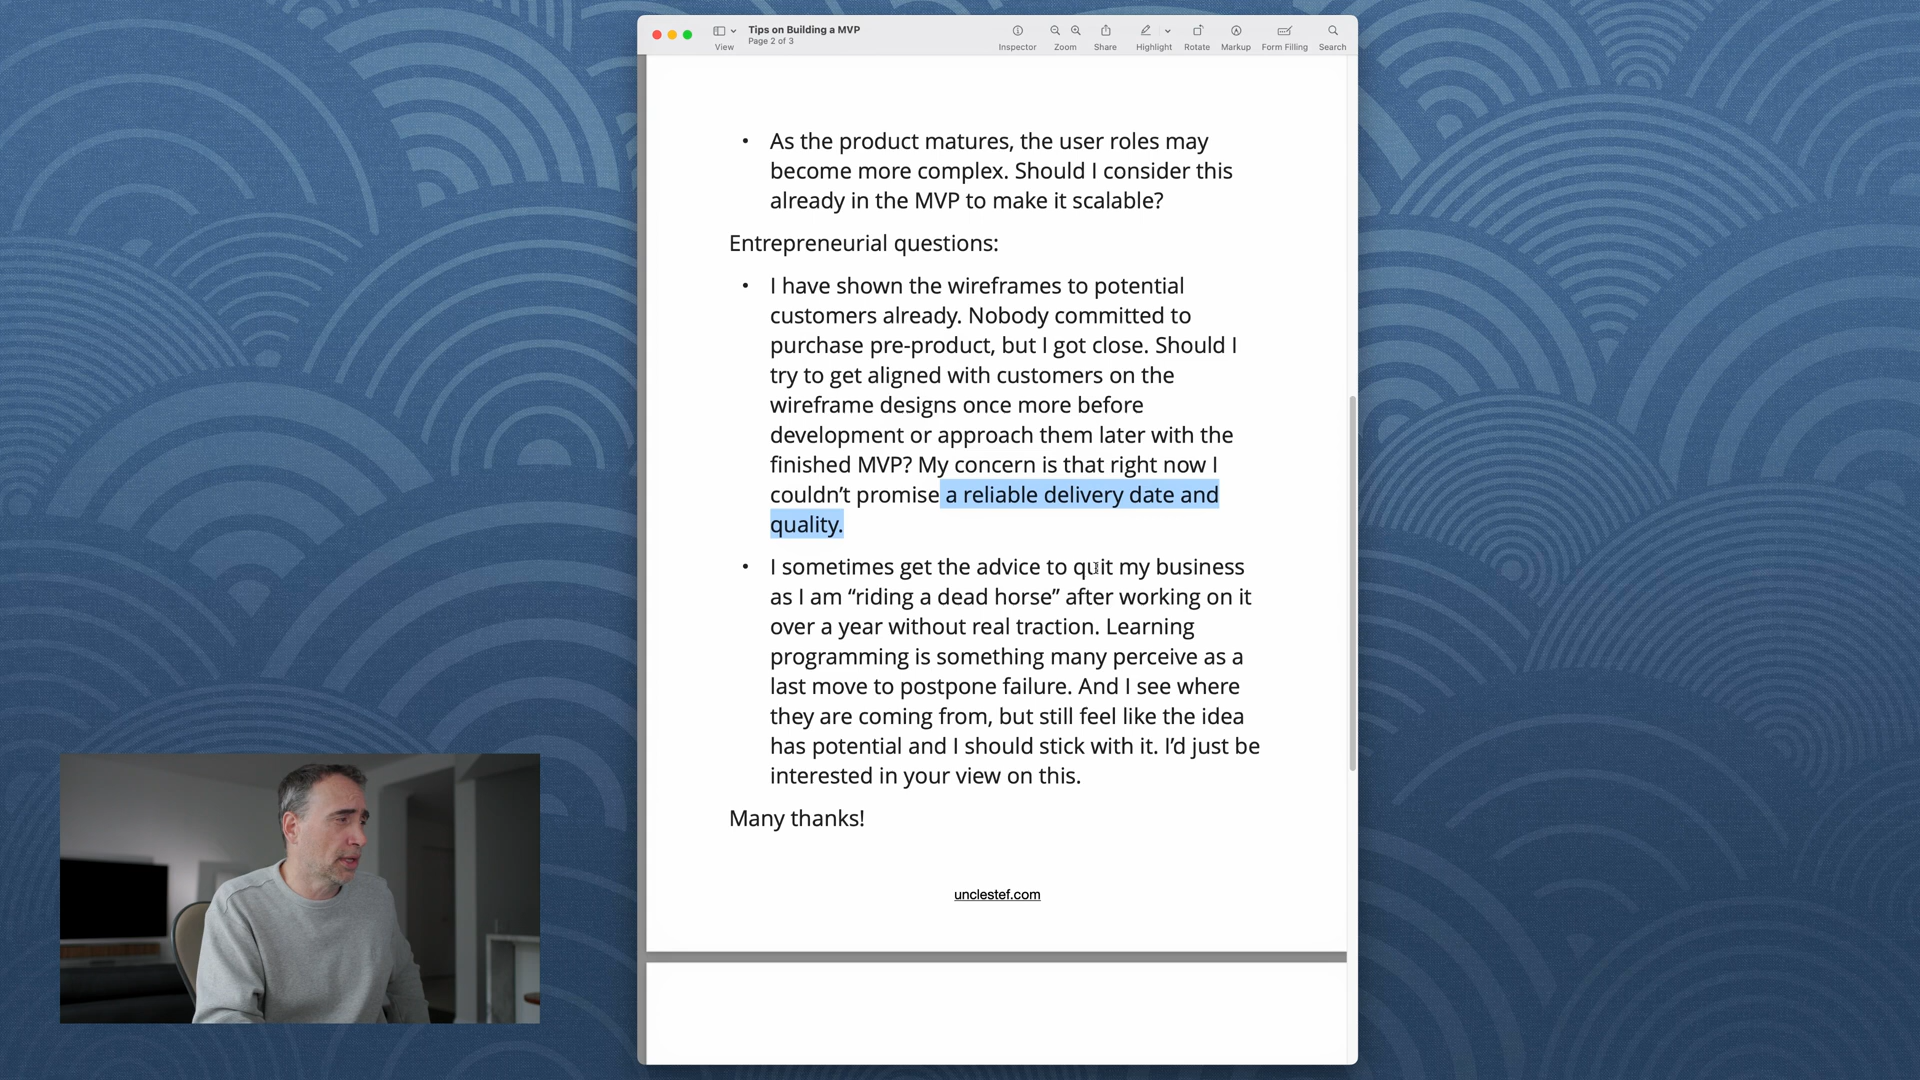 Tips on Building a MVP
Page 2 of 3
View
Inspector
Zoom
Share
Highlight
Rotate
Markup
Form Filling
Search
• As the product matures, the user roles may
become more complex. Should I consider this
already in the MVP to make it scalable?
Entrepreneurial questions:
• I have shown the wireframes to potential
customers already. Nobody committed to
purchase pre-product, but I got close. Should I
try to get aligned with customers on the
wireframe designs once more before
development or approach them later with the
finished MVP? My concern is that right now I
couldn’t promise a reliable delivery date and
quality.
• I sometimes get the advice to quit my business
as I am “riding a dead horse” after working on it
over a year without real traction. Learning
programming is something many perceive as a
last move to postpone failure. And I see where
they are coming from, but still feel like the idea
has potential and I should stick with it. I’d just be
interested in your view on this.
Many thanks!
unclestef.com